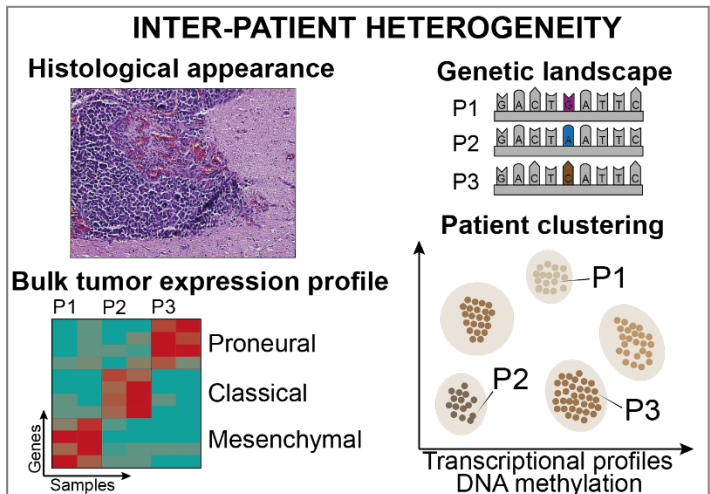 INTER-PATIENT HETEROGENEITY
Histological appearance
Genetic landscape
P1
G A C T G A T T C
P2
G A C T A A T T C
P3
G A C T C A T T C
Patient clustering
P1
P2
P3
Transcriptional profiles
DNA methylation
Bulk tumor expression profile
P1 P2 P3
Proneural
Classical
Mesenchymal
Genes
Samples